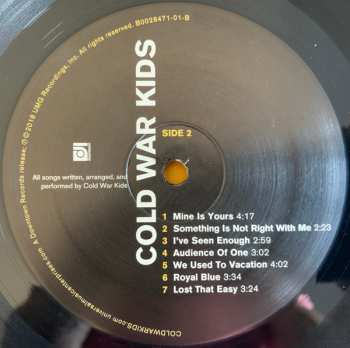 COLD WAR KIDS
SIDE 2
All songs written, arranged, and
performed by Cold War Kids
1 Mine Is Yours 4:17
2 Something Is Not Right With Me 2:23
3 I've Seen Enough 2:59
4 Audience Of One 3:02
5 We Used To Vacation 4:02
6 Royal Blue 3:34
7 Lost That Easy 3:24
COLDWARKIDS.com universalmusicenterprises.com A Downtown Records release; ℗©2018 UMG Recordings, Inc. All rights reserved. B0028471-01-B